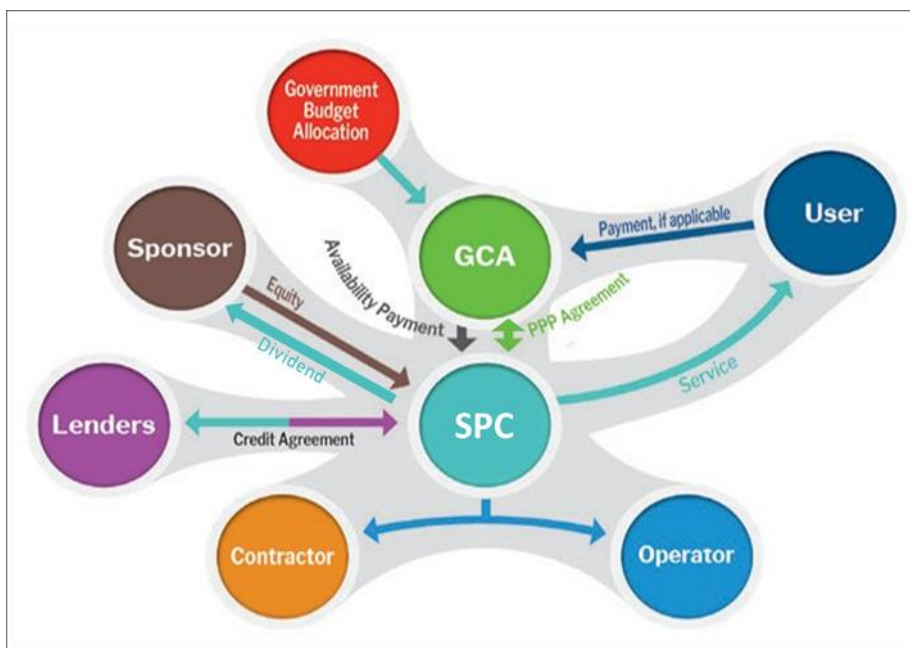 Government
Budget
Allocation
User
Payment, if applicable
Sponsor
GCA
Availability Payment
PPP Agreement
Equity
Dividend
Service
SPC
Lenders
Credit Agreement
Contractor
Operator